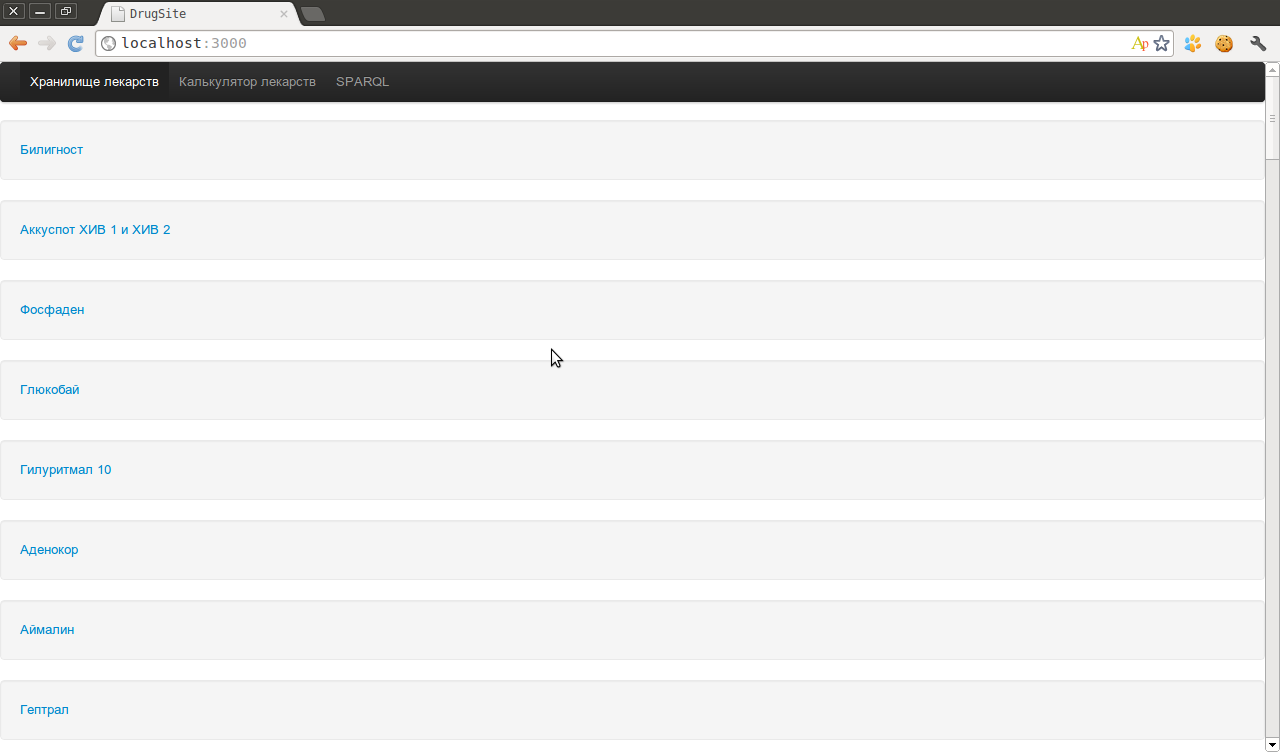 DrugSite
localhost:3000
Хранилище лекарств Калькулятор лекарств SPARQL
Билигност
Аккуспот ХИВ 1 и ХИВ 2
Фосфаден
Глюкобай
Гилуритмал 10
Аденокор
Аймалин
Гептрал